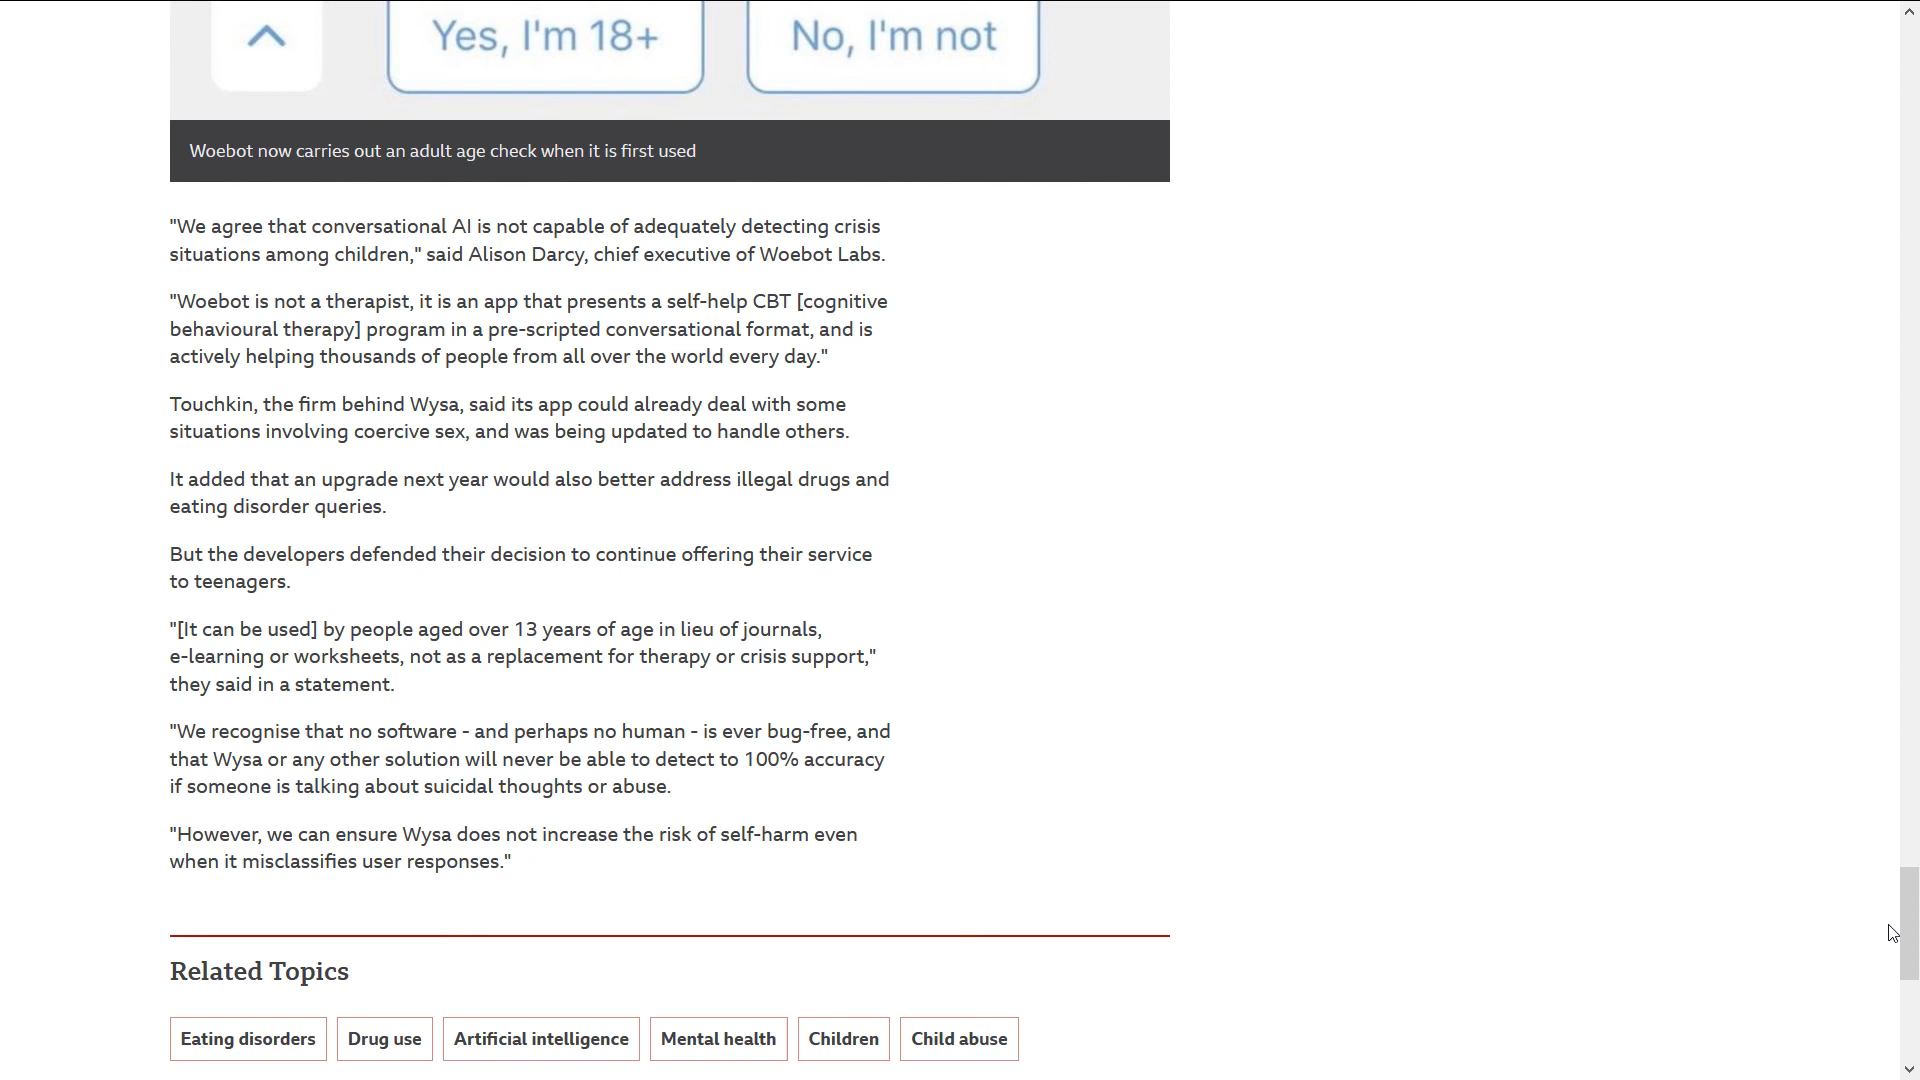 Yes, I'm 18+
No, I'm not
Woebot now carries out an adult age check when it is first used
"We agree that conversational AI is not capable of adequately detecting crisis
situations among children," said Alison Darcy, chief executive of Woebot Labs.
"Woebot is not a therapist, it is an app that presents a self-help CBT [cognitive
behavioural therapy] program in a pre-scripted conversational format, and is
actively helping thousands of people from all over the world every day."
Touchkin, the firm behind Wysa, said its app could already deal with some
situations involving coercive sex, and was being updated to handle others.
It added that an upgrade next year would also better address illegal drugs and
eating disorder queries.
But the developers defended their decision to continue offering their service
to teenagers.
"[It can be used] by people aged over 13 years of age in lieu of journals,
e-learning or worksheets, not as a replacement for therapy or crisis support,"
they said in a statement.
"We recognise that no software - and perhaps no human - is ever bug-free, and
that Wysa or any other solution will never be able to detect to 100% accuracy
if someone is talking about suicidal thoughts or abuse.
"However, we can ensure Wysa does not increase the risk of self-harm even
when it misclassifies user responses."
Related Topics
Eating disorders
Drug use
Artificial intelligence
Mental health
Children
Child abuse